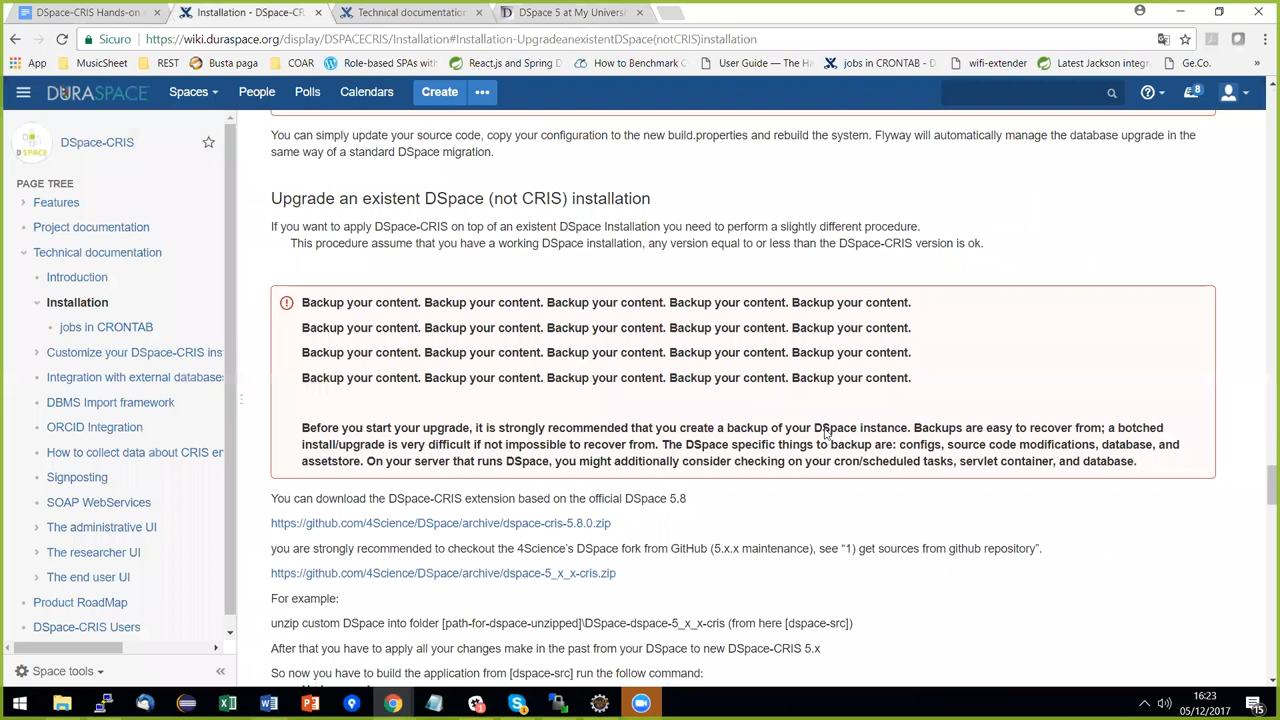 DSpace-CRIS Hands-on
Installation - DSpace-CR
Technical documentation
DSpace 5 at My Universi
Sicuro
https://wiki.duraspace.org/display/DSPACECRIS/Installation#Installation-UpgradeanexistentDSpace(notCRIS)installation
App
MusicSheet
REST
Busta paga
COAR
Role-based SPAs with
React.js and Spring D
How to Benchmark C
User Guide — The Ha
jobs in CRONTAB - D
wifi-extender
Latest Jackson integr
Ge.Co.
»
DURASPACE
Spaces
People
Polls
Calendars
Create
•••
8
DSPACE
DSpace-CRIS
PAGE TREE
Features
Project documentation
Technical documentation
Introduction
Installation
jobs in CRONTAB
Customize your DSpace-CRIS ins
Integration with external database
DBMS Import framework
ORCID Integration
How to collect data about CRIS en
Signposting
SOAP WebServices
The administrative UI
The researcher UI
The end user UI
Product RoadMap
DSpace-CRIS Users
Space tools
«
You can simply update your source code, copy your configuration to the new build.properties and rebuild the system. Flyway will automatically manage the database upgrade in the
same way of a standard DSpace migration.
Upgrade an existent DSpace (not CRIS) installation
If you want to apply DSpace-CRIS on top of an existent DSpace Installation you need to perform a slightly different procedure.
This procedure assume that you have a working DSpace installation, any version equal to or less than the DSpace-CRIS version is ok.
Backup your content. Backup your content. Backup your content. Backup your content. Backup your content.
Backup your content. Backup your content. Backup your content. Backup your content. Backup your content.
Backup your content. Backup your content. Backup your content. Backup your content. Backup your content.
Backup your content. Backup your content. Backup your content. Backup your content. Backup your content.
Before you start your upgrade, it is strongly recommended that you create a backup of your DSpace instance. Backups are easy to recover from; a botched
install/upgrade is very difficult if not impossible to recover from. The DSpace specific things to backup are: configs, source code modifications, database, and
assetstore. On your server that runs DSpace, you might additionally consider checking on your cron/scheduled tasks, servlet container, and database.
You can download the DSpace-CRIS extension based on the official DSpace 5.8
https://github.com/4Science/DSpace/archive/dspace-cris-5.8.0.zip
you are strongly recommended to checkout the 4Science's DSpace fork from GitHub (5.x.x maintenance), see “1) get sources from github repository”.
https://github.com/4Science/DSpace/archive/dspace-5_x_x-cris.zip
For example:
unzip custom DSpace into folder [path-for-dspace-unzipped]\DSpace-dspace-5_x_x-cris (from here [dspace-src])
After that you have to apply all your changes make in the past from your DSpace to new DSpace-CRIS 5.x
So now you have to build the application from [dspace-src] run the follow command:
16:23
05/12/2017
15